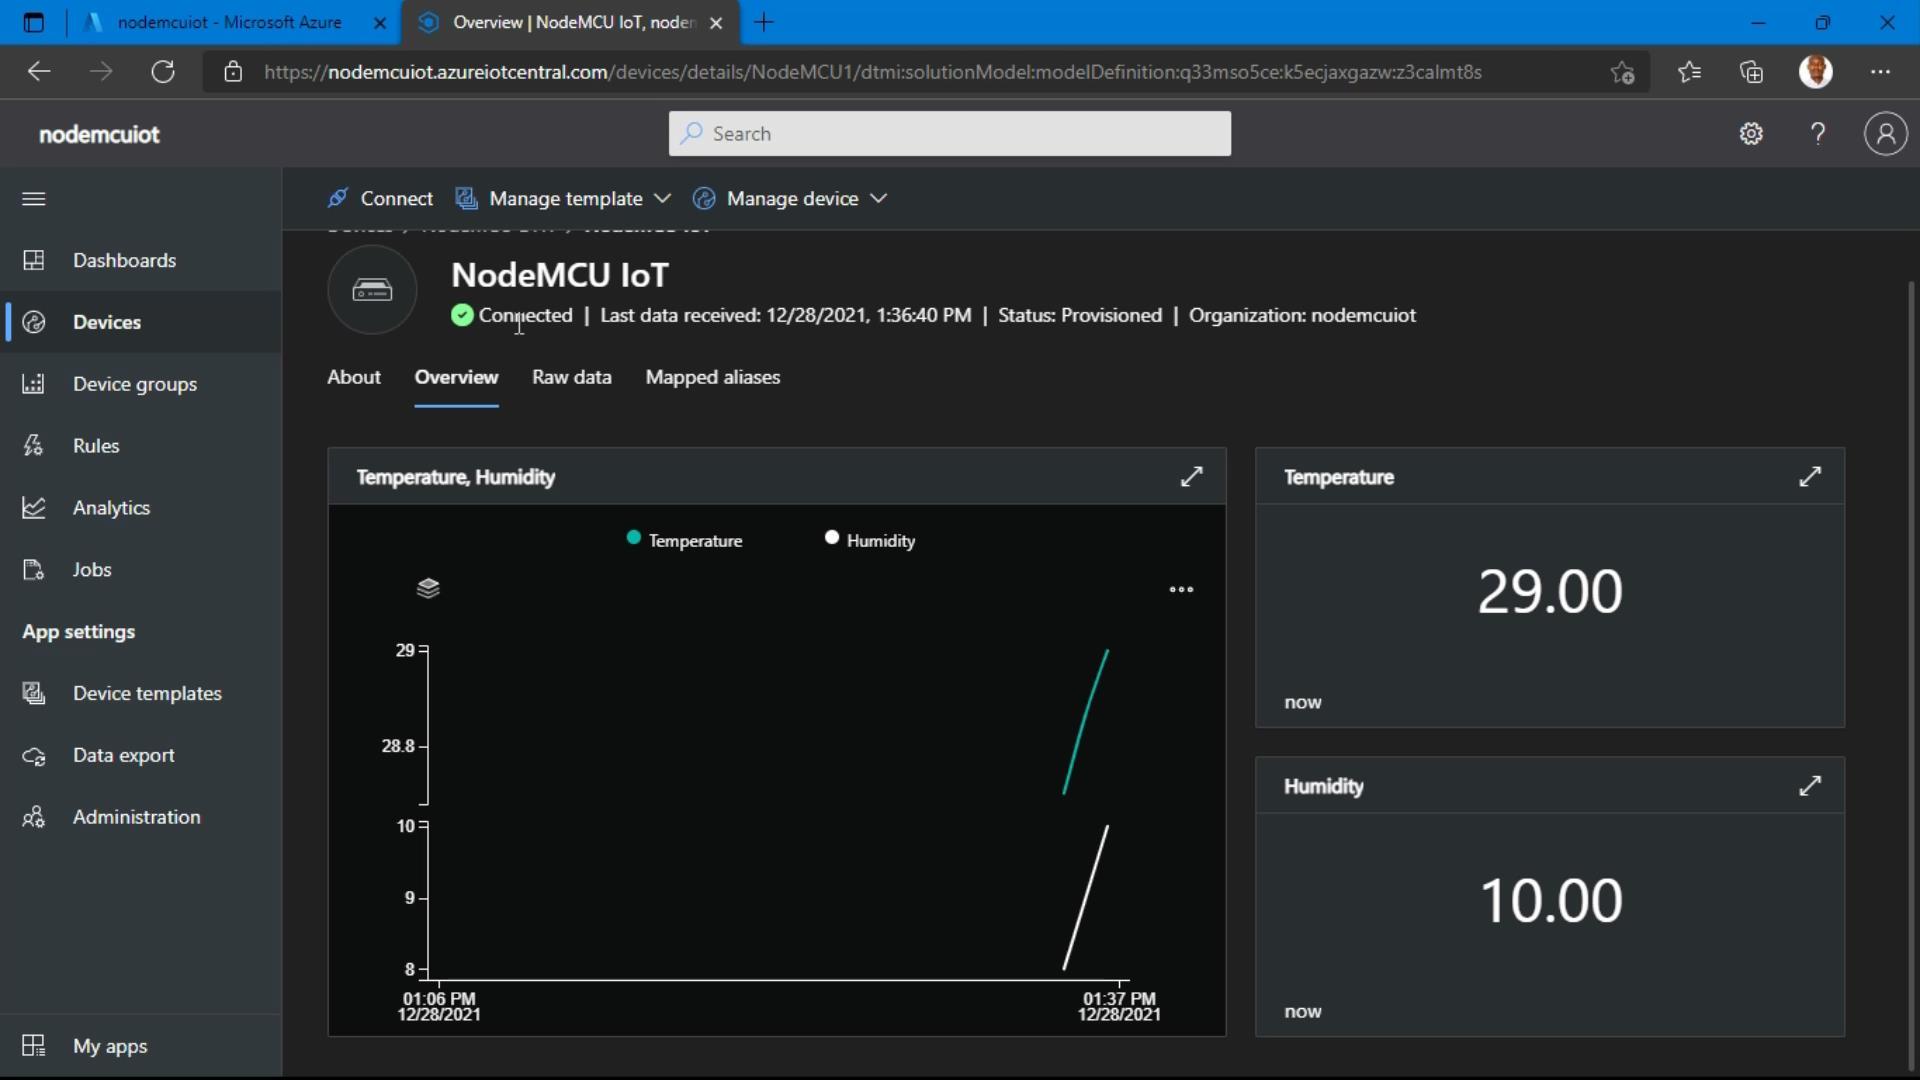 nodemcuiot - Microsoft Azure
Overview | NodeMCU IoT, noden
https://nodemcuiot.azureiotcentral.com/devices/details/NodeMCU1/dtmi:solutionModel:modelDefinition:q33mso5ce:k5ecjaxgazw:z3calmt8s
nodemcuiot
Search
Connect
Manage template
Manage device
Dashboards
Devices
Device groups
Rules
Analytics
Jobs
App settings
Device templates
Data export
Administration
My apps
NodeMCU IoT
Connected | Last data received: 12/28/2021, 1:36:40 PM | Status: Provisioned | Organization: nodemcuiot
About Overview Raw data Mapped aliases
Temperature, Humidity
Temperature Humidity
29
28.8
10
9
8
01:06 PM
12/28/2021
01:37 PM
12/28/2021
Temperature
29.00
now
Humidity
10.00
now